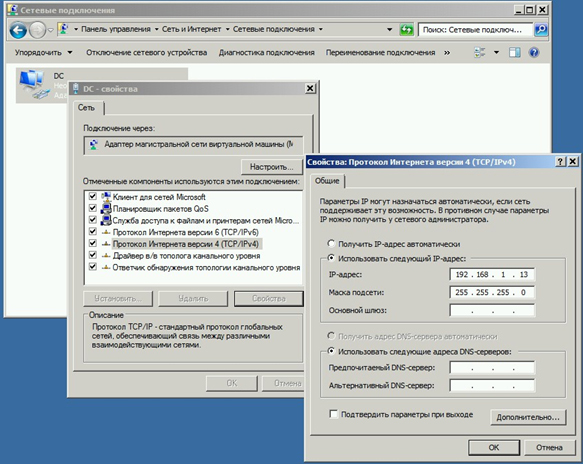 Сетевые подключения
Панель управления
Сеть и Интернет
Сетевые подключения
Поиск: Сетевые подключ...
Упорядочить
Отключение сетевого устройства
Диагностика подключения
Переименование подключения
»
DC
DC - свойства
Сеть
Подключение через:
Адаптер магистральной сети виртуальной машины (М
Настроить...
Отмеченные компоненты используются этим подключением:
Клиент для сетей Microsoft
Планировщик пакетов QoS
Служба доступа к файлам и принтерам сетей Micro...
Протокол Интернета версии 6 (TCP/IPv6)
Протокол Интернета версии 4 (TCP/IPv4)
Драйвер в/в тополога канального уровня
Ответчик обнаружения топологии канального уровня
Установить...
Удалить
Свойства
Описание
Протокол TCP/IP - стандартный протокол глобальных
сетей, обеспечивающий связь между различными
взаимодействующими сетями.
ОК
Отмена
Свойства: Протокол Интернета версии 4 (TCP/IPv4)
Общие
Параметры IP могут назначаться автоматически, если сеть
поддерживает эту возможность. В противном случае параметры
IP можно получить у сетевого администратора.
Получить IP-адрес автоматически
Использовать следующий IP-адрес:
IP-адрес: 192 . 168 . 1 . 13
Маска подсети: 255 . 255 . 255 . 0
Основной шлюз: . . .
Получить адрес DNS-сервера автоматически
Использовать следующие адреса DNS-серверов:
Предпочитаемый DNS-сервер: . . .
Альтернативный DNS-сервер: . . .
Подтвердить параметры при выходе
Дополнительно...
ОК
Отмена